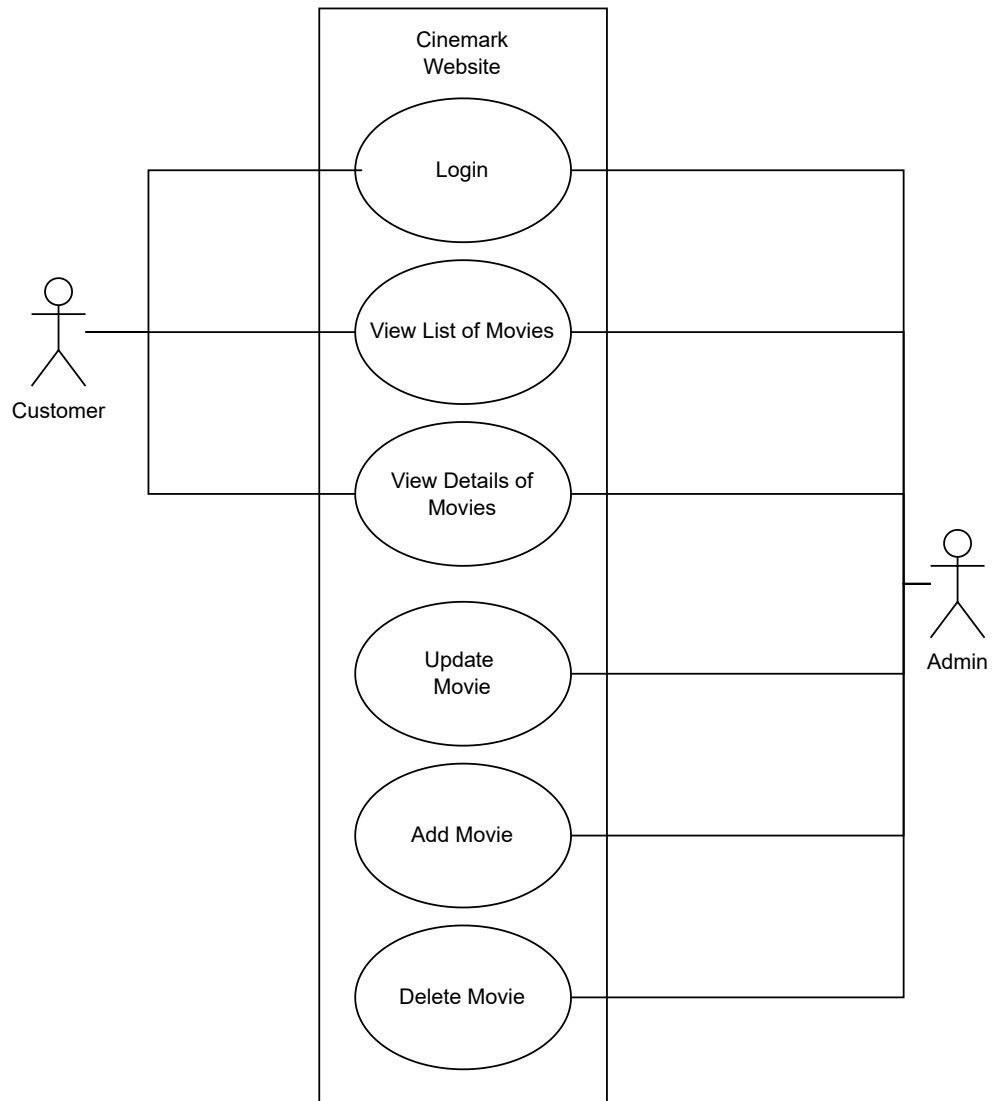 Cinemark
Website
Login
View List of Movies
Customer
View Details of
Movies
Update
Movie
Admin
Add Movie
Delete Movie